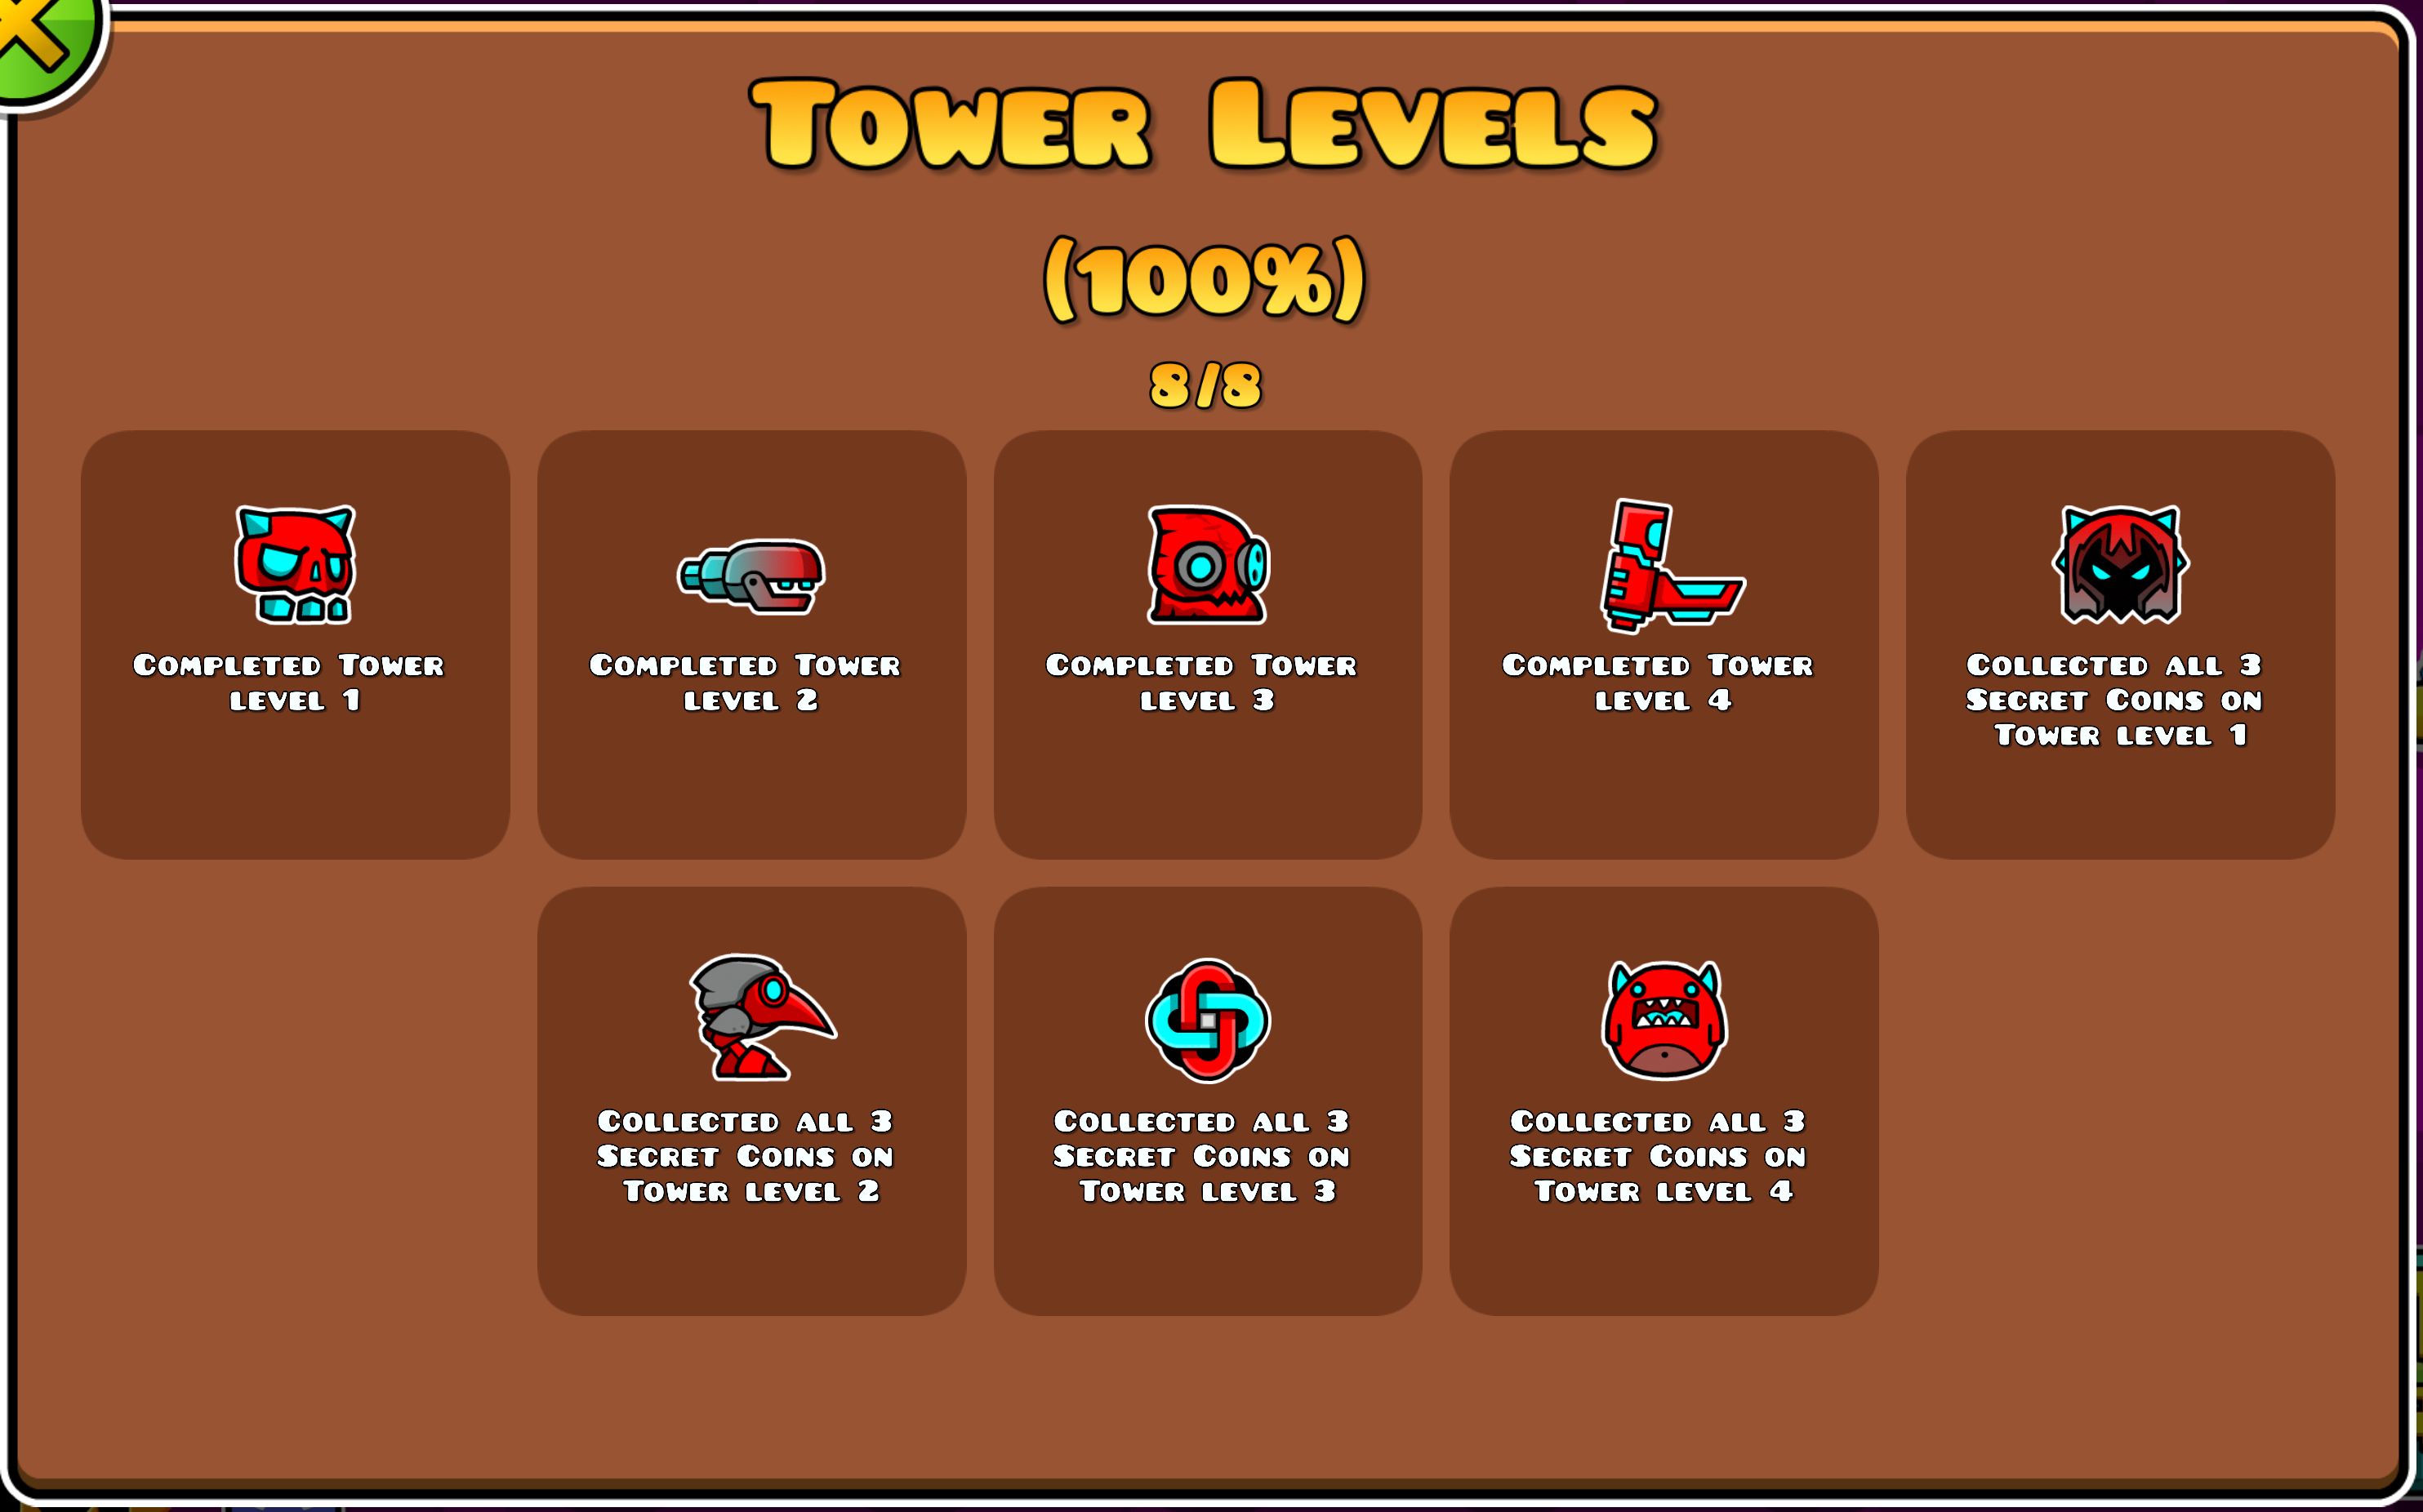 Tower Levels
(100%)
8/8
Completed Tower
level 1
Completed Tower
level 2
Completed Tower
level 3
Completed Tower
level 4
Collected all 3
Secret Coins on
Tower level 1
Collected all 3
Secret Coins on
Tower level 2
Collected all 3
Secret Coins on
Tower level 3
Collected all 3
Secret Coins on
Tower level 4